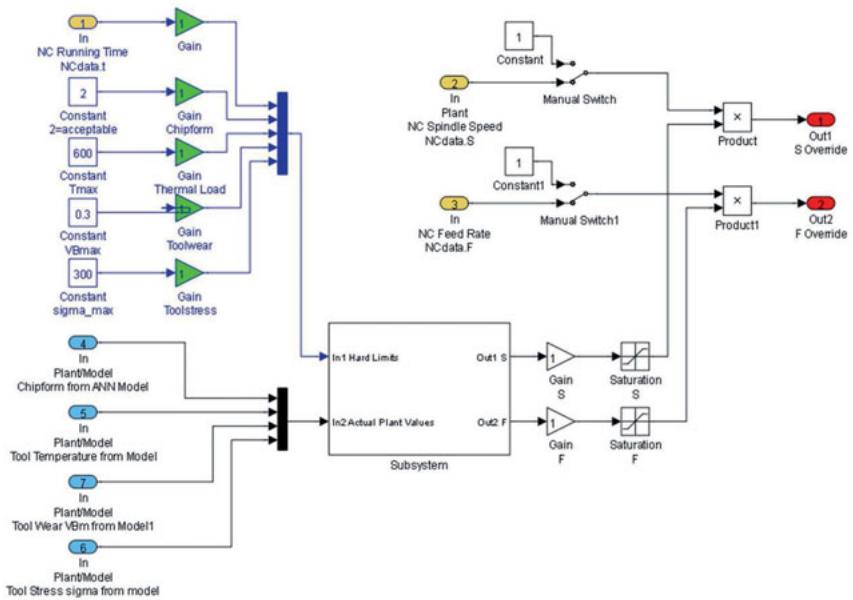 1
In
NC Running Time
NCdata.t
1
Gain
2
Constant
2=acceptable
1
Gain
Chipform
600
Constant
Tmax
1
Gain
Thermal Load
0.3
Constant
VBmax
1
Gain
Toolwear
300
Constant
sigma_max
1
Gain
Toolstress
4
In
Plant/Model
Chipform from ANN Model
5
In
Plant/Model
Tool Temperature from Model
7
In
Plant/Model
Tool Wear VBm from Model1
6
In
Plant/Model
Tool Stress sigma from model
1
Constant
2
In
Plant
NC Spindle Speed
NCdata.S
Manual Switch
×
Product
1
Out1
S Override
1
Constant1
3
In
NC Feed Rate
NCdata.F
Manual Switch1
×
Product1
2
Out2
F Override
In1 Hard Limits
Out1 S
In2 Actual Plant Values
Out2 F
Subsystem
1
Gain
S
Saturation
S
1
Gain
F
Saturation
F